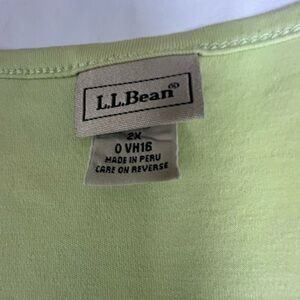 L.L.Bean®
2X
0 VH16
MADE IN PERU
CARE ON REVERSE